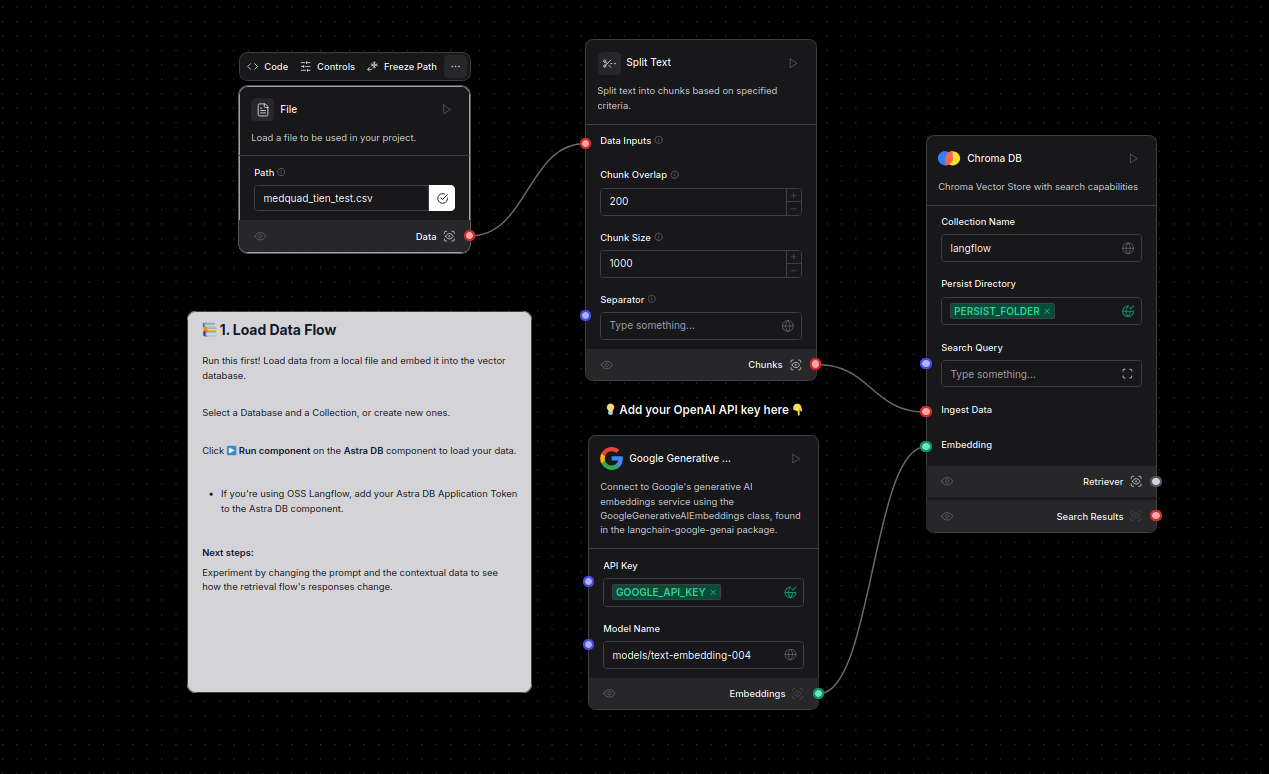 Code Controls Freeze Path ...
File
Load a file to be used in your project.
Path
medquad_tien_test.csv
Data
📚1. Load Data Flow
Run this first! Load data from a local file and embed it into the vector
database.
Select a Database and a Collection, or create new ones.
Click ▶️ Run component on the Astra DB component to load your data.
• If you're using OSS Langflow, add your Astra DB Application Token
to the Astra DB component.
Next steps:
Experiment by changing the prompt and the contextual data to see
how the retrieval flow's responses change.
Split Text
Split text into chunks based on specified
criteria.
Data Inputs
Chunk Overlap
200
Chunk Size
1000
Separator
Type something...
Chunks
💡 Add your OpenAI API key here 👇
Google Generative ...
Connect to Google's generative AI
embeddings service using the
GoogleGenerativeAIEmbeddings class, found
in the langchain-google-genai package.
API Key
GOOGLE_API_KEY ×
Model Name
models/text-embedding-004
Embeddings
Chroma DB
Chroma Vector Store with search capabilities
Collection Name
langflow
Persist Directory
PERSIST_FOLDER ×
Search Query
Type something...
Ingest Data
Embedding
Retriever
Search Results